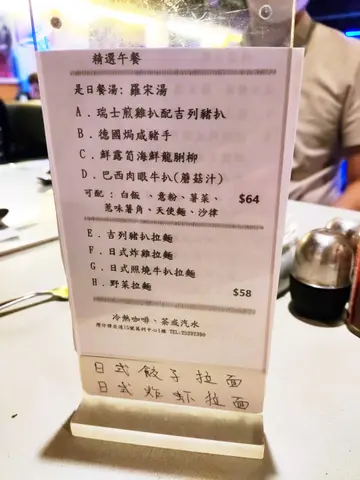 精選午餐
是日餐湯: 羅宋湯
A. 瑞士煎雞扒配吉列豬扒
B. 德國焗咸豬手
C. 鮮露筍海鮮龍脷柳
D. 巴西肉眼牛扒(蘑菇汁)
可配: 白飯、意粉、薯菜、
惹味薯角、天使麵、沙律 $64
E. 吉列豬扒拉麵
F. 日式炸雞拉麵
G. 日式照燒牛扒拉麵
H. 野菜拉麵 $58
冷熱咖啡、茶或汽水
日式餃子拉面
日式炸虾拉面